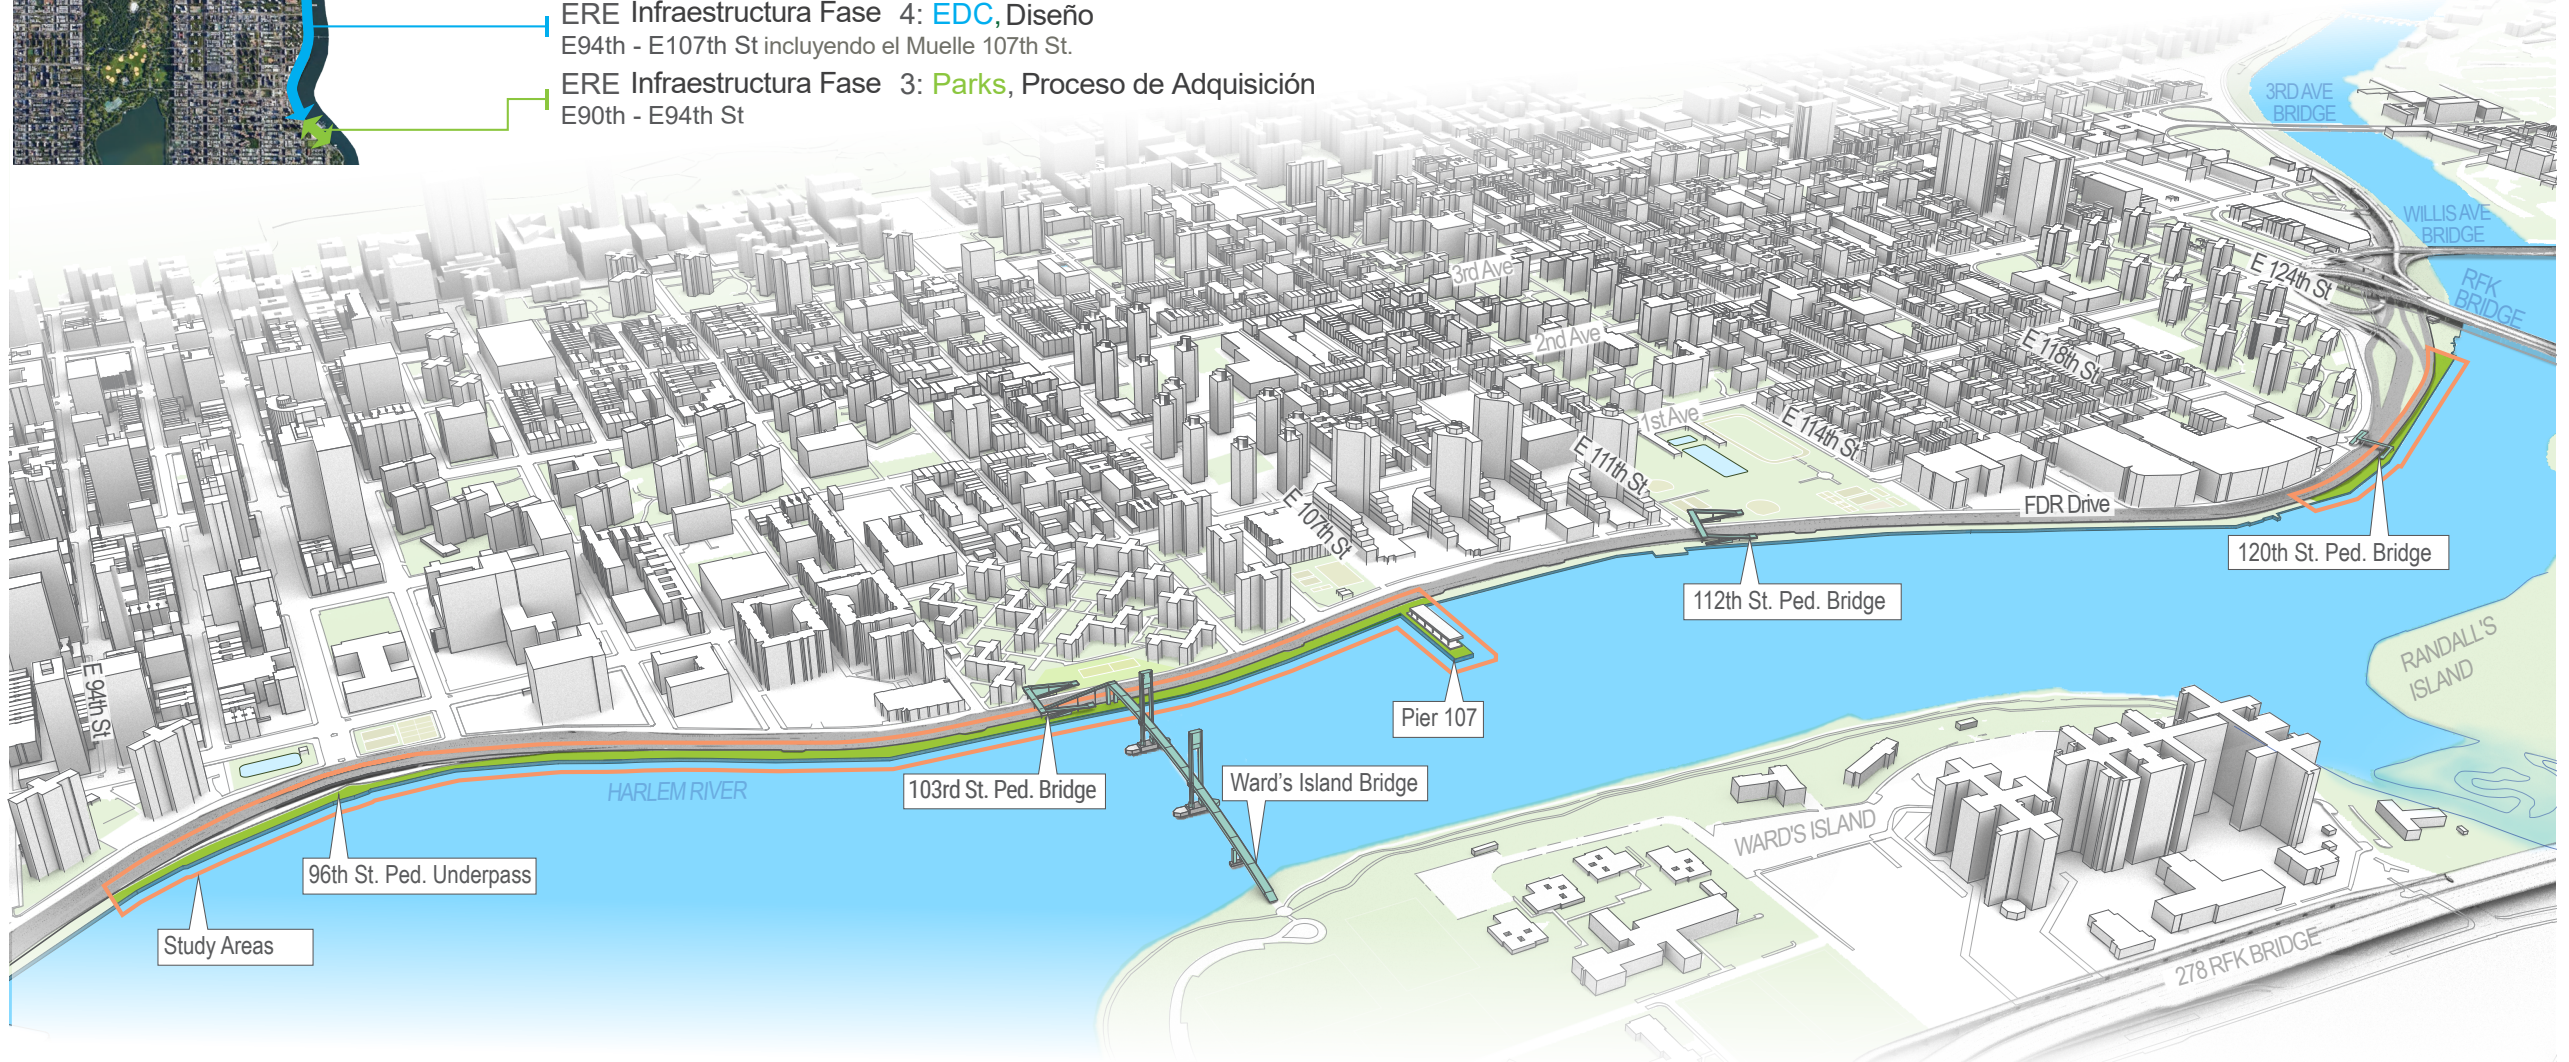 ERE Infraestructura Fase 4: EDC, Diseño
E94th - E107th St incluyendo el Muelle 107th St.
ERE Infraestructura Fase 3: Parks, Proceso de Adquisición
E90th - E94th St
3RD AVE
BRIDGE
WILLIS AVE
BRIDGE
RFK
BRIDGE
E 124th St
3rd Ave
2nd Ave
E 118th St
1st Ave
E 114th St
E 111th St
E 107th St
FDR Drive
120th St. Ped. Bridge
112th St. Ped. Bridge
RANDALL'S
ISLAND
E 94th St
Pier 107
103rd St. Ped. Bridge
Ward's Island Bridge
HARLEM RIVER
WARD'S ISLAND
96th St. Ped. Underpass
Study Areas
278 RFK BRIDGE